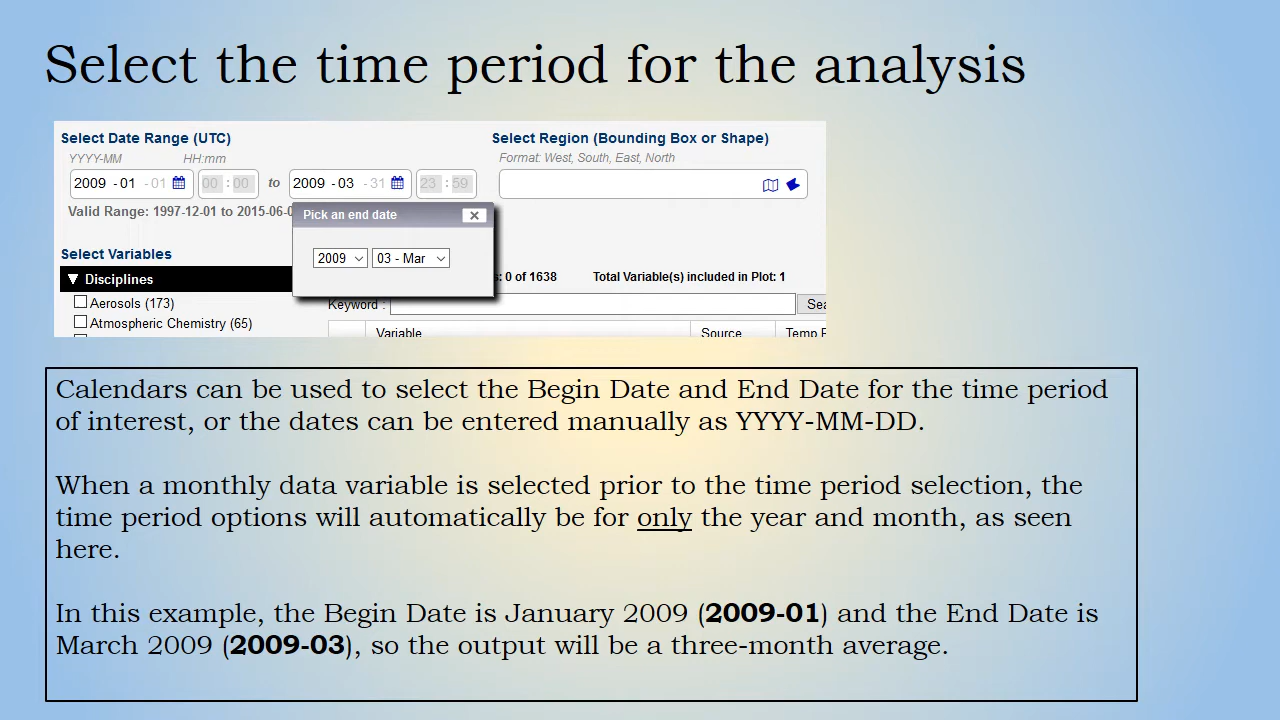 Select the time period for the analysis
Select Date Range (UTC)
YYYY-MM HH:mm
2009 - 01 - 01 00 : 00 to 2009 - 03 - 31 23 : 59
Valid Range: 1997-12-01 to 2015-06-0
Select Region (Bounding Box or Shape)
Format: West, South, East, North
Pick an end date
2009 03 - Mar
Select Variables
Disciplines
Aerosols (173)
Atmospheric Chemistry (65)
s: 0 of 1638 Total Variable(s) included in Plot: 1
Keyword : Sea
Variable Source Temp
Calendars can be used to select the Begin Date and End Date for the time period
of interest, or the dates can be entered manually as YYYY-MM-DD.
When a monthly data variable is selected prior to the time period selection, the
time period options will automatically be for only the year and month, as seen
here.
In this example, the Begin Date is January 2009 (2009-01) and the End Date is
March 2009 (2009-03), so the output will be a three-month average.